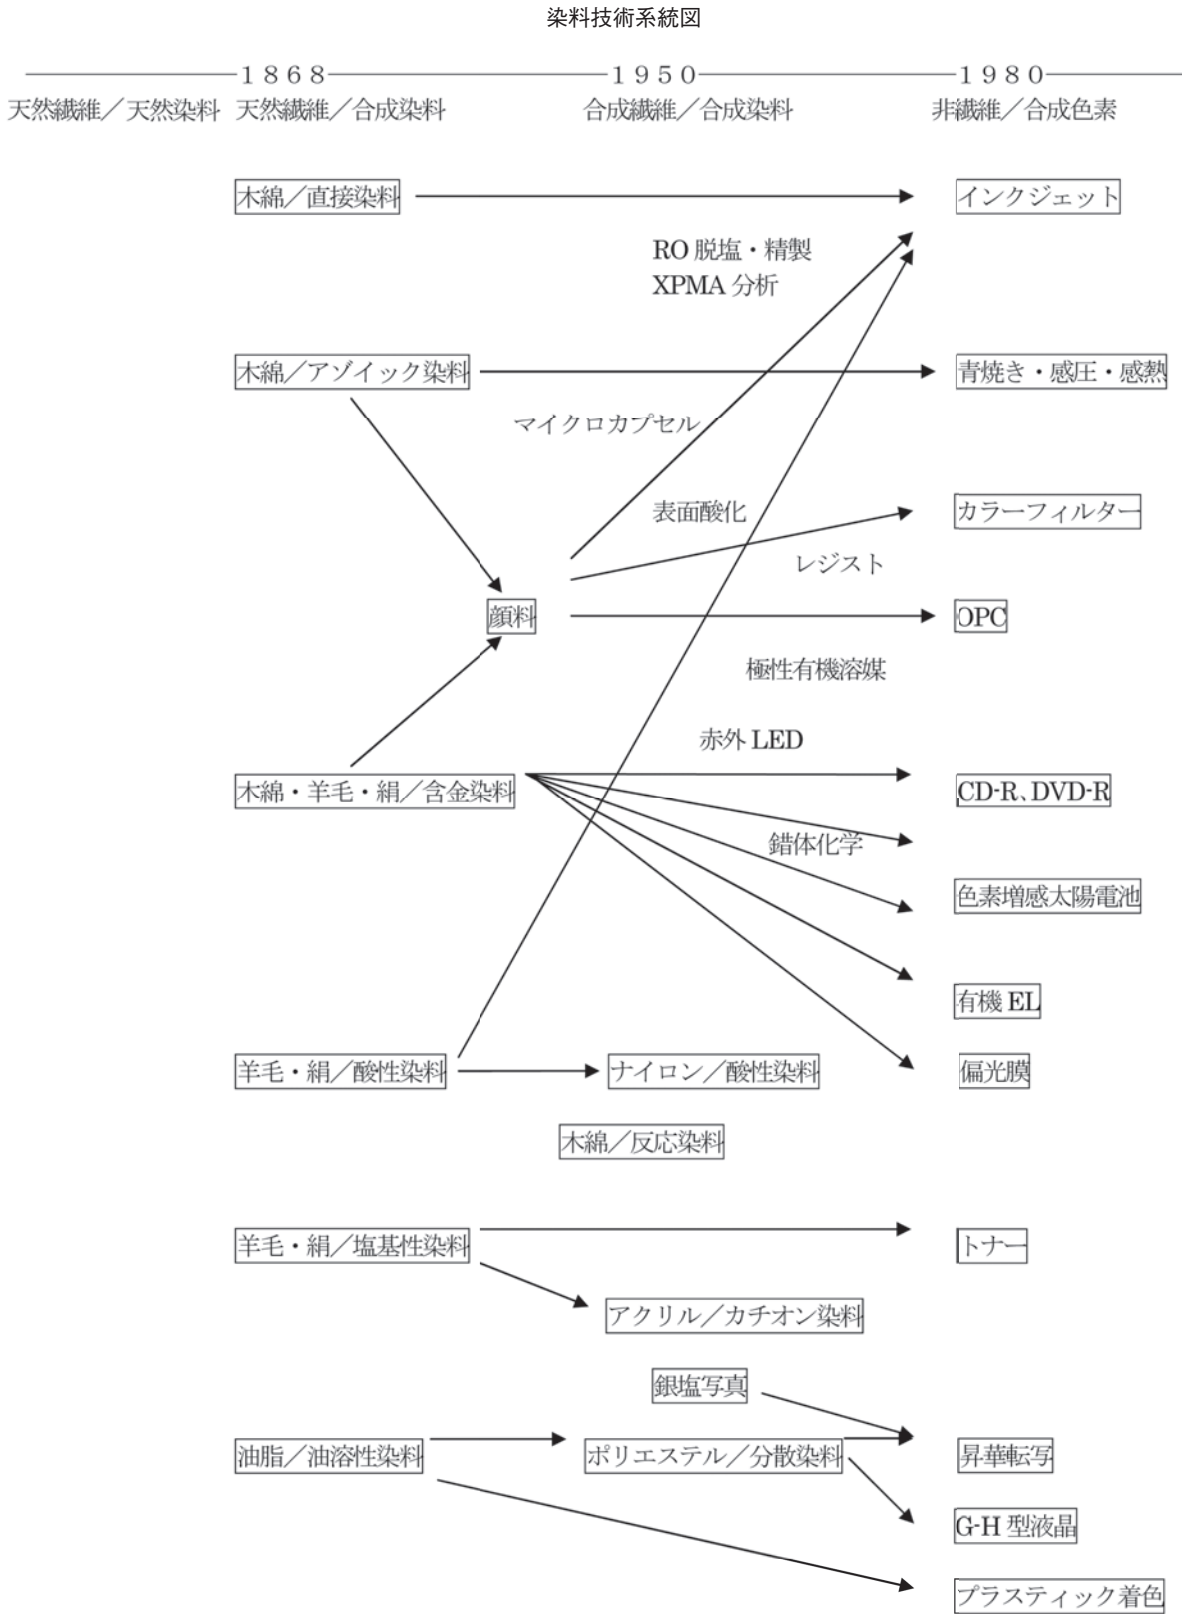 染料技術系統図
1868
1950
1980
天然繊維／天然染料
天然繊維／合成染料
合成繊維／合成染料
非繊維／合成色素
木綿／直接染料
インクジェット
RO 脱塩・精製
XPMA 分析
木綿／アゾイック染料
青焼き・感圧・感熱
マイクロカプセル
表面酸化
カラーフィルター
レジスト
顔料
OPC
極性有機溶媒
赤外 LED
木綿・羊毛・絹／含金染料
CD-R、DVD-R
錯体化学
色素増感太陽電池
有機 EL
羊毛・絹／酸性染料
ナイロン／酸性染料
偏光膜
木綿／反応染料
羊毛・絹／塩基性染料
トナー
アクリル／カチオン染料
銀塩写真
油脂／油溶性染料
ポリエステル／分散染料
昇華転写
G-H 型液晶
プラスティック着色